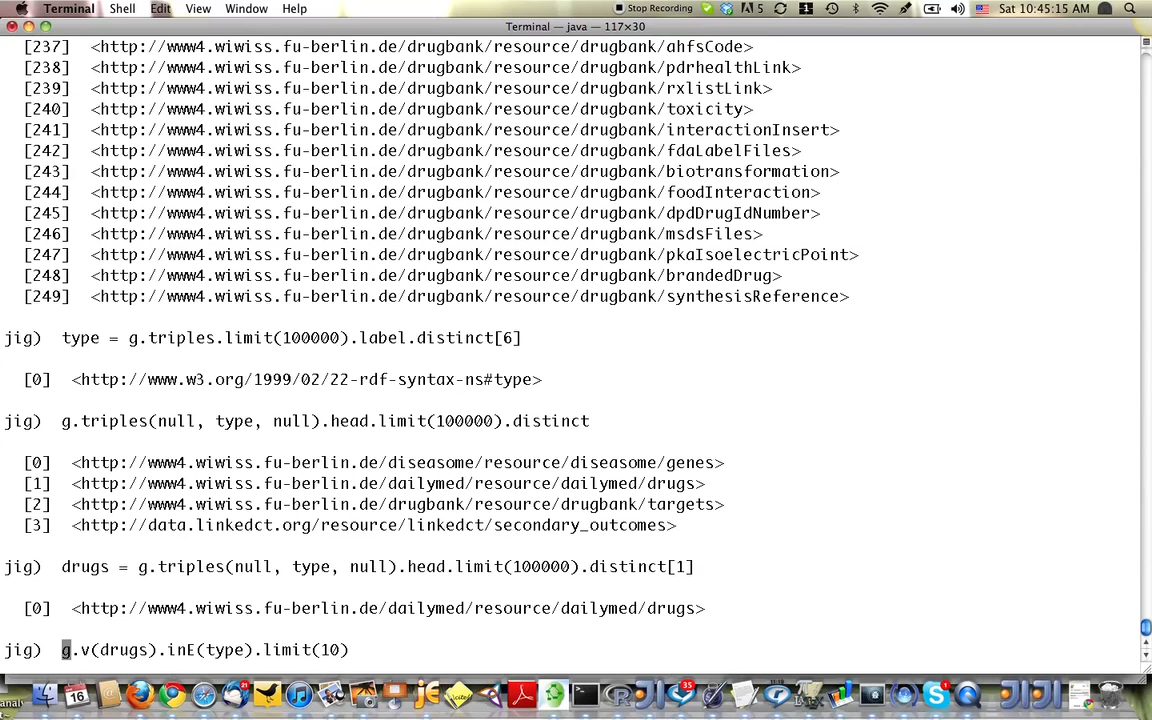 Terminal Shell Edit View Window Help Stop Recording 5 1 Sat 10:45:15 AM
Terminal — java — 117×30
[237] <http://www4.wiwiss.fu-berlin.de/drugbank/resource/drugbank/ahfsCode>
[238] <http://www4.wiwiss.fu-berlin.de/drugbank/resource/drugbank/pdrhealthLink>
[239] <http://www4.wiwiss.fu-berlin.de/drugbank/resource/drugbank/rxlistLink>
[240] <http://www4.wiwiss.fu-berlin.de/drugbank/resource/drugbank/toxicity>
[241] <http://www4.wiwiss.fu-berlin.de/drugbank/resource/drugbank/interactionInsert>
[242] <http://www4.wiwiss.fu-berlin.de/drugbank/resource/drugbank/fdaLabelFiles>
[243] <http://www4.wiwiss.fu-berlin.de/drugbank/resource/drugbank/biotransformation>
[244] <http://www4.wiwiss.fu-berlin.de/drugbank/resource/drugbank/foodInteraction>
[245] <http://www4.wiwiss.fu-berlin.de/drugbank/resource/drugbank/dpdDrugIdNumber>
[246] <http://www4.wiwiss.fu-berlin.de/drugbank/resource/drugbank/msdsFiles>
[247] <http://www4.wiwiss.fu-berlin.de/drugbank/resource/drugbank/pkaIsoelectricPoint>
[248] <http://www4.wiwiss.fu-berlin.de/drugbank/resource/drugbank/brandedDrug>
[249] <http://www4.wiwiss.fu-berlin.de/drugbank/resource/drugbank/synthesisReference>
jig) type = g.triples.limit(100000).label.distinct[6]
[0] <http://www.w3.org/1999/02/22-rdf-syntax-ns#type>
jig) g.triples(null, type, null).head.limit(100000).distinct
[0] <http://www4.wiwiss.fu-berlin.de/diseasome/resource/diseasome/genes>
[1] <http://www4.wiwiss.fu-berlin.de/dailymed/resource/dailymed/drugs>
[2] <http://www4.wiwiss.fu-berlin.de/drugbank/resource/drugbank/targets>
[3] <http://data.linkedct.org/resource/linkedct/secondary_outcomes>
jig) drugs = g.triples(null, type, null).head.limit(100000).distinct[1]
[0] <http://www4.wiwiss.fu-berlin.de/dailymed/resource/dailymed/drugs>
jig) g.v(drugs).inE(type).limit(10)